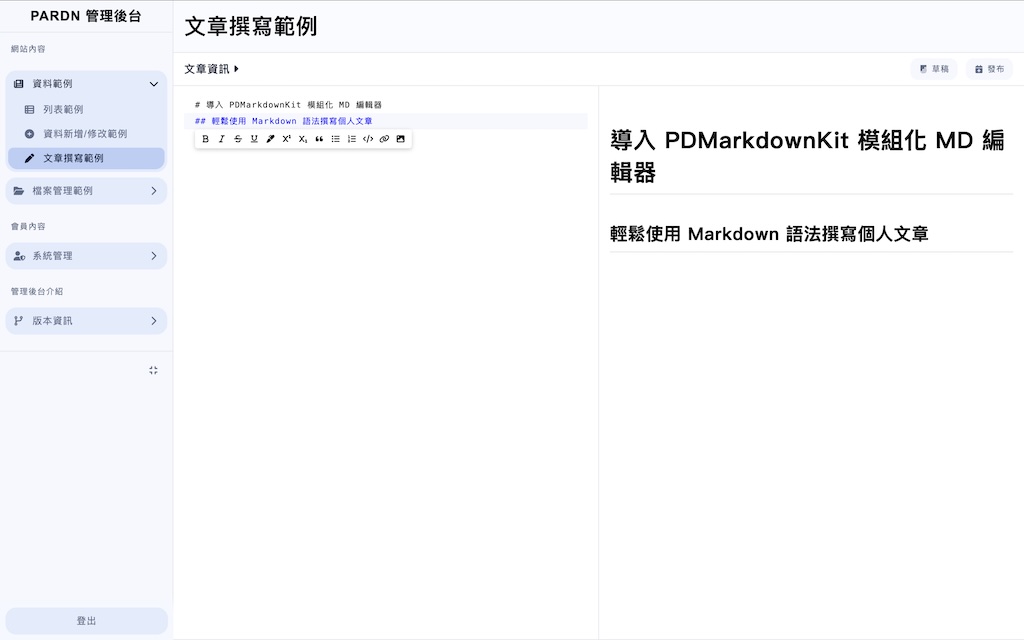 PARDN 管理後台
網站內容
資料範例
列表範例
資料新增/修改範例
文章撰寫範例
檔案管理範例
會員內容
系統管理
管理後台介紹
版本資訊
登出
文章撰寫範例
文章資訊
草稿
發布
# 導入 PDMarkdownKit 模組化 MD 編輯器
## 輕鬆使用 Markdown 語法撰寫個人文章
B I S U X¹ X₁
導入 PDMarkdownKit 模組化 MD 編
輯器
輕鬆使用 Markdown 語法撰寫個人文章